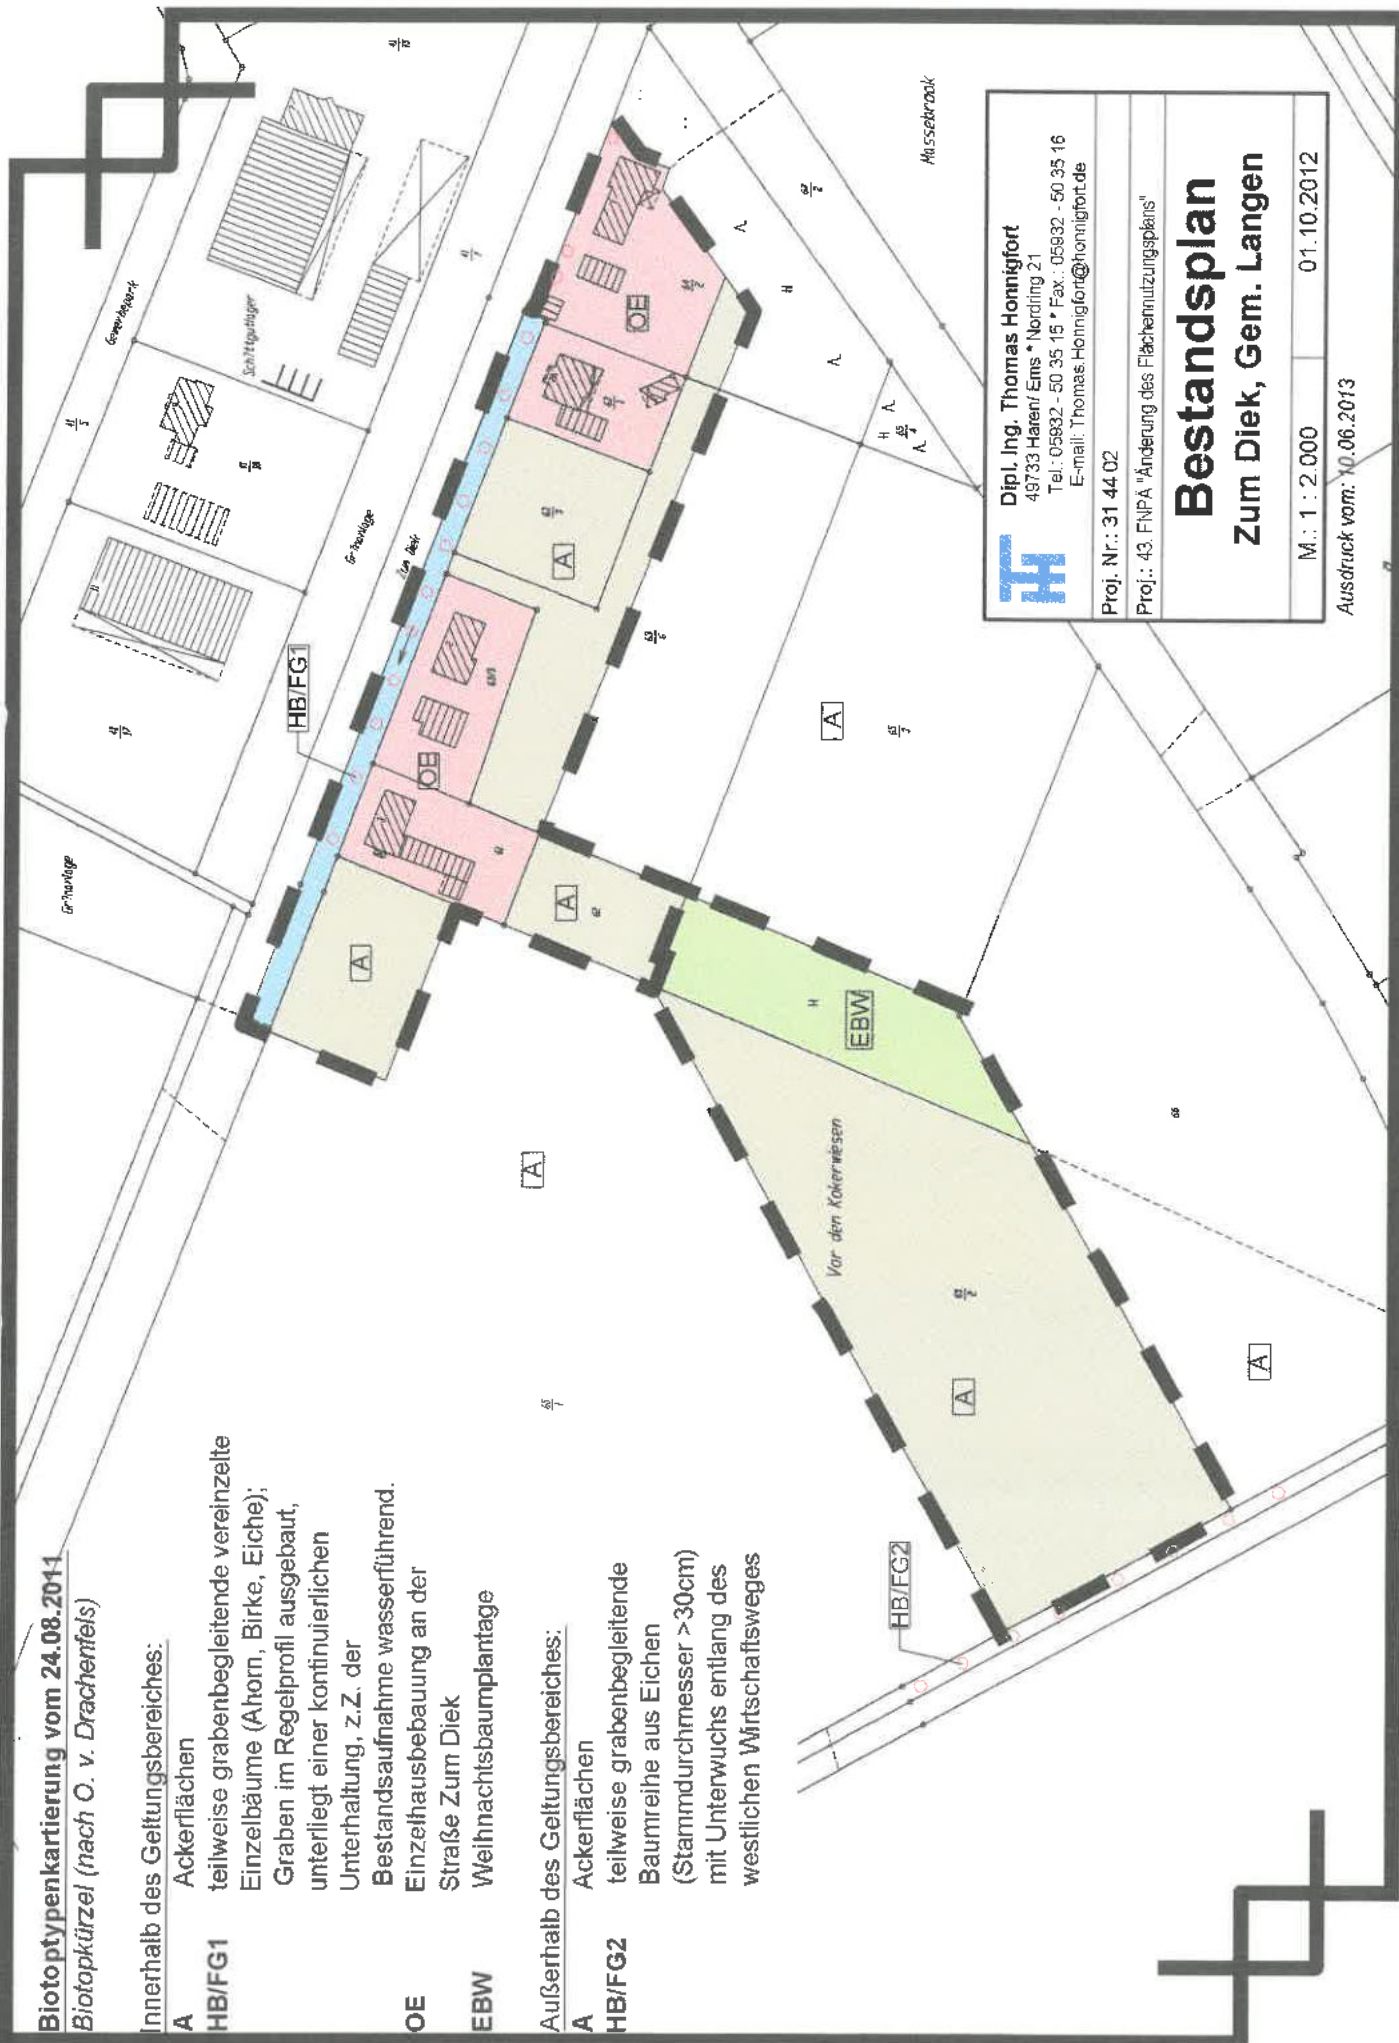 Biotoptypenkartierung vom 24.08.2011
Biotopkürzel (nach O. v. Drachenfels)
Innerhalb des Geltungsbereiches:
A Ackerflächen
HB/FG1 teilweise grabenbegleitende vereinzelte
Einzelbäume (Ahorn, Birke, Eiche);
Graben im Regelprofil ausgebaut,
unterliegt einer kontinuierlichen
Unterhaltung, z.Z. der
Bestandsaufnahme wasserführend.
OE Einzelhausbebauung an der
Straße Zum Diek
EBW Weihnachtsbaumplantage
Außerhalb des Geltungsbereiches:
A Ackerflächen
HB/FG2 teilweise grabenbegleitende
Baumreihe aus Eichen
(Stammdurchmesser >30cm)
mit Unterwuchs entlang des
westlichen Wirtschaftsweges
Grünanlage
Gewerbepark
Schüttgutlager
Grünanlage
Zum Diek
HB/FG1
A
OE
A
A
OE
A
A
EBW
H
Vor den Kokerwiesen
A
A
HB/FG2
A
66
H
H
Massebrook
Dipl. Ing. Thomas Honnigfort
49733 Haren/ Ems * Nordring 21
Tel.: 05932 - 50 35 15 * Fax.: 05932 - 50 35 16
E-mail: Thomas.Honnigfort@honnigfort.de
Proj. Nr.: 31 44 02
Proj.: 43. FNPÄ "Änderung des Flächennutzungsplans"
Bestandsplan
Zum Diek, Gem. Langen
M.: 1 : 2.000 01.10.2012
Ausdruck vom: 10.06.2013